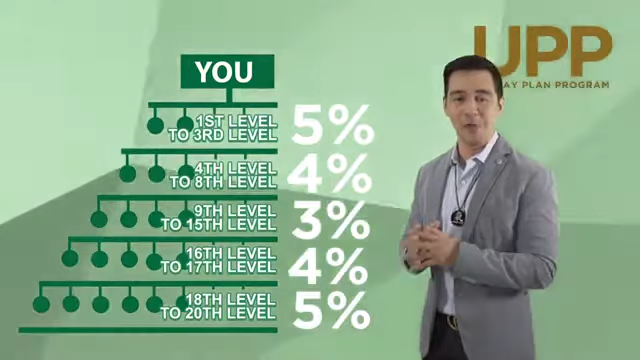 UPP
AY PLAN PROGRAM
YOU
1ST LEVEL
TO 3RD LEVEL
5%
4TH LEVEL
TO 8TH LEVEL
4%
9TH LEVEL
TO 15TH LEVEL
3%
16TH LEVEL
TO 17TH LEVEL
4%
18TH LEVEL
TO 20TH LEVEL
5%